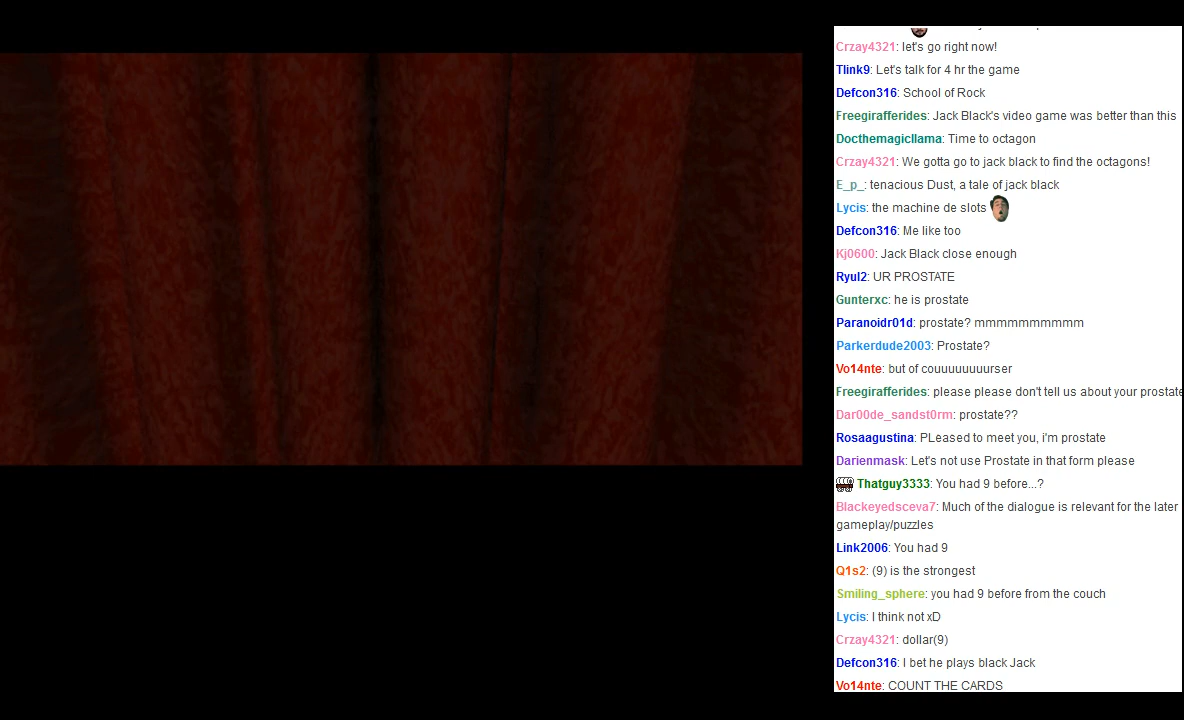 Crzay4321: let's go right now!
Tlink9: Let's talk for 4 hr the game
Defcon316: School of Rock
Freegirafferides: Jack Black's video game was better than this
Docthemagicllama: Time to octagon
Crzay4321: We gotta go to jack black to find the octagons!
E_p_: tenacious Dust, a tale of jack black
Lycis: the machine de slots
Defcon316: Me like too
Kj0600: Jack Black close enough
Ryul2: UR PROSTATE
Gunterxc: he is prostate
Paranoidr01d: prostate? mmmmmmmmmm
Parkerdude2003: Prostate?
Vo14nte: but of couuuuuuuurser
Freegirafferides: please please don't tell us about your prostate
Dar00de_sandst0rm: prostate??
Rosaagustina: PLeased to meet you, i'm prostate
Darienmask: Let's not use Prostate in that form please
Thatguy3333: You had 9 before...?
Blackeyedsceva7: Much of the dialogue is relevant for the later
gameplay/puzzles
Link2006: You had 9
Q1s2: (9) is the strongest
Smiling_sphere: you had 9 before from the couch
Lycis: I think not xD
Crzay4321: dollar(9)
Defcon316: I bet he plays black Jack
Vo14nte: COUNT THE CARDS